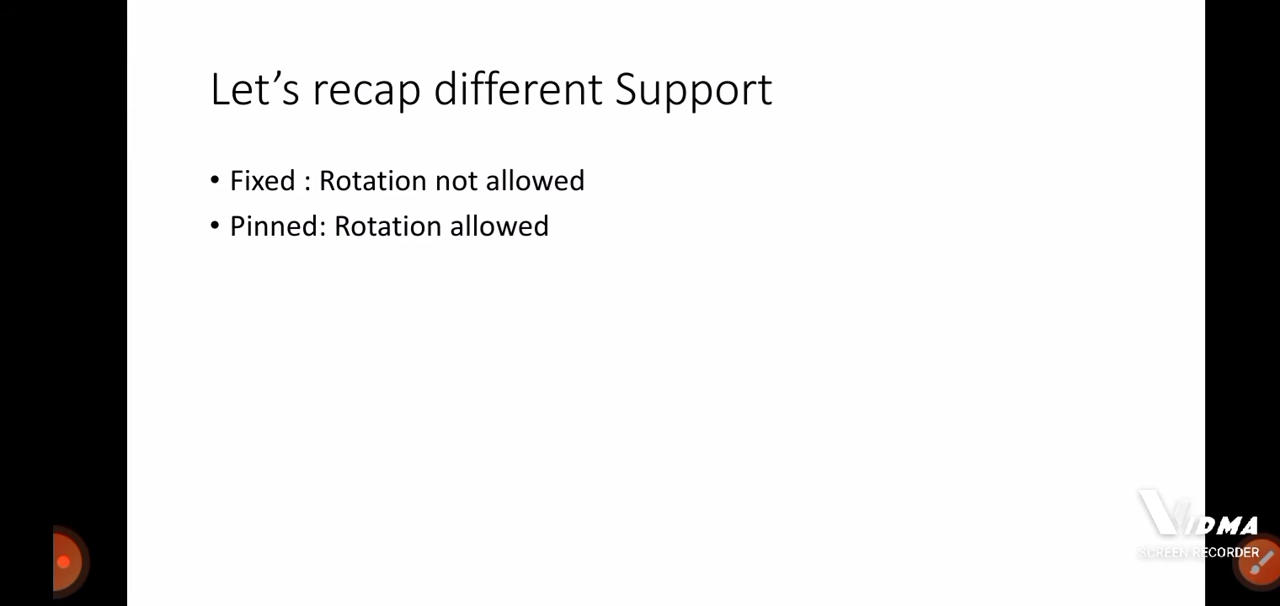 Let's recap different Support
• Fixed : Rotation not allowed
• Pinned: Rotation allowed
VIDMA
SCREEN RECORDER